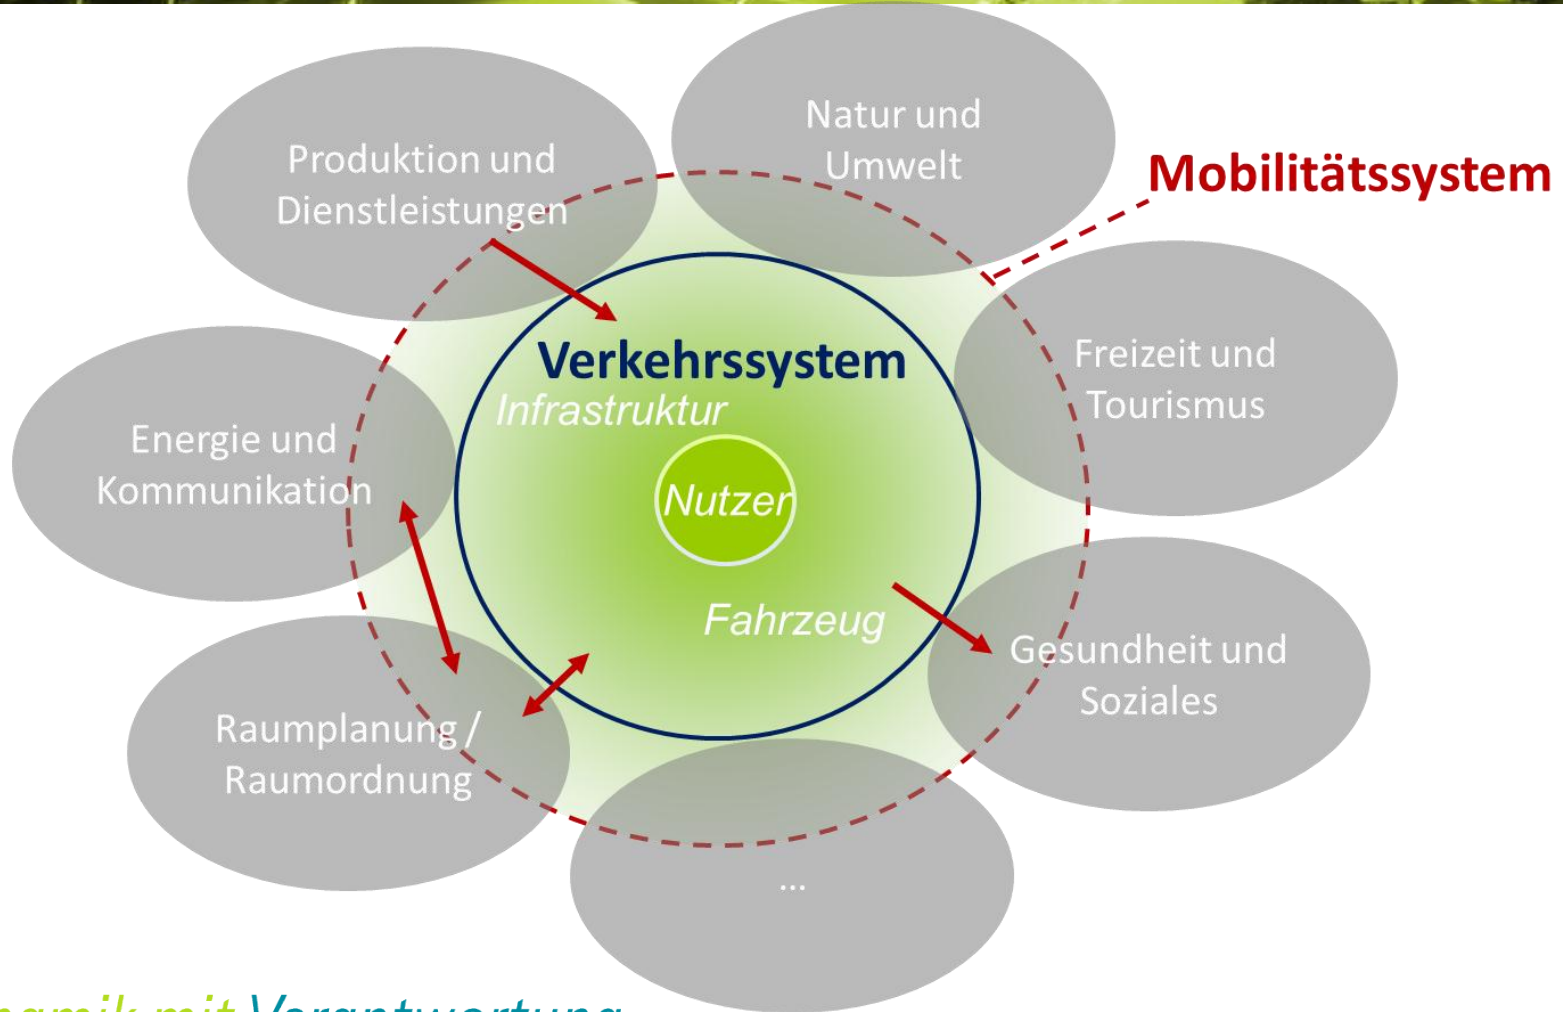 Natur und
Umwelt
Produktion und
Dienstleistungen
Mobilitätssystem
Verkehrssystem
Infrastruktur
Freizeit und
Tourismus
Energie und
Kommunikation
Nutzer
Fahrzeug
Gesundheit und
Soziales
Raumplanung /
Raumordnung
...
mit Verantwortung